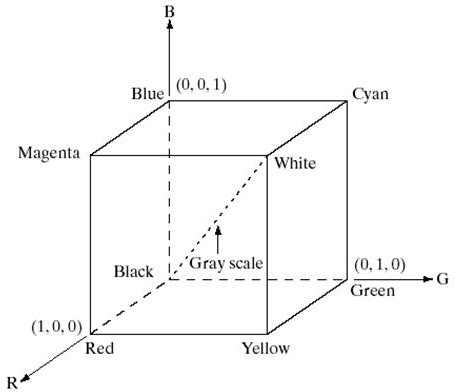 B
Blue (0, 0, 1)
Cyan
Magenta
White
Black
Gray scale
(0, 1, 0)
G
Green
(1, 0, 0)
Red
Yellow
R